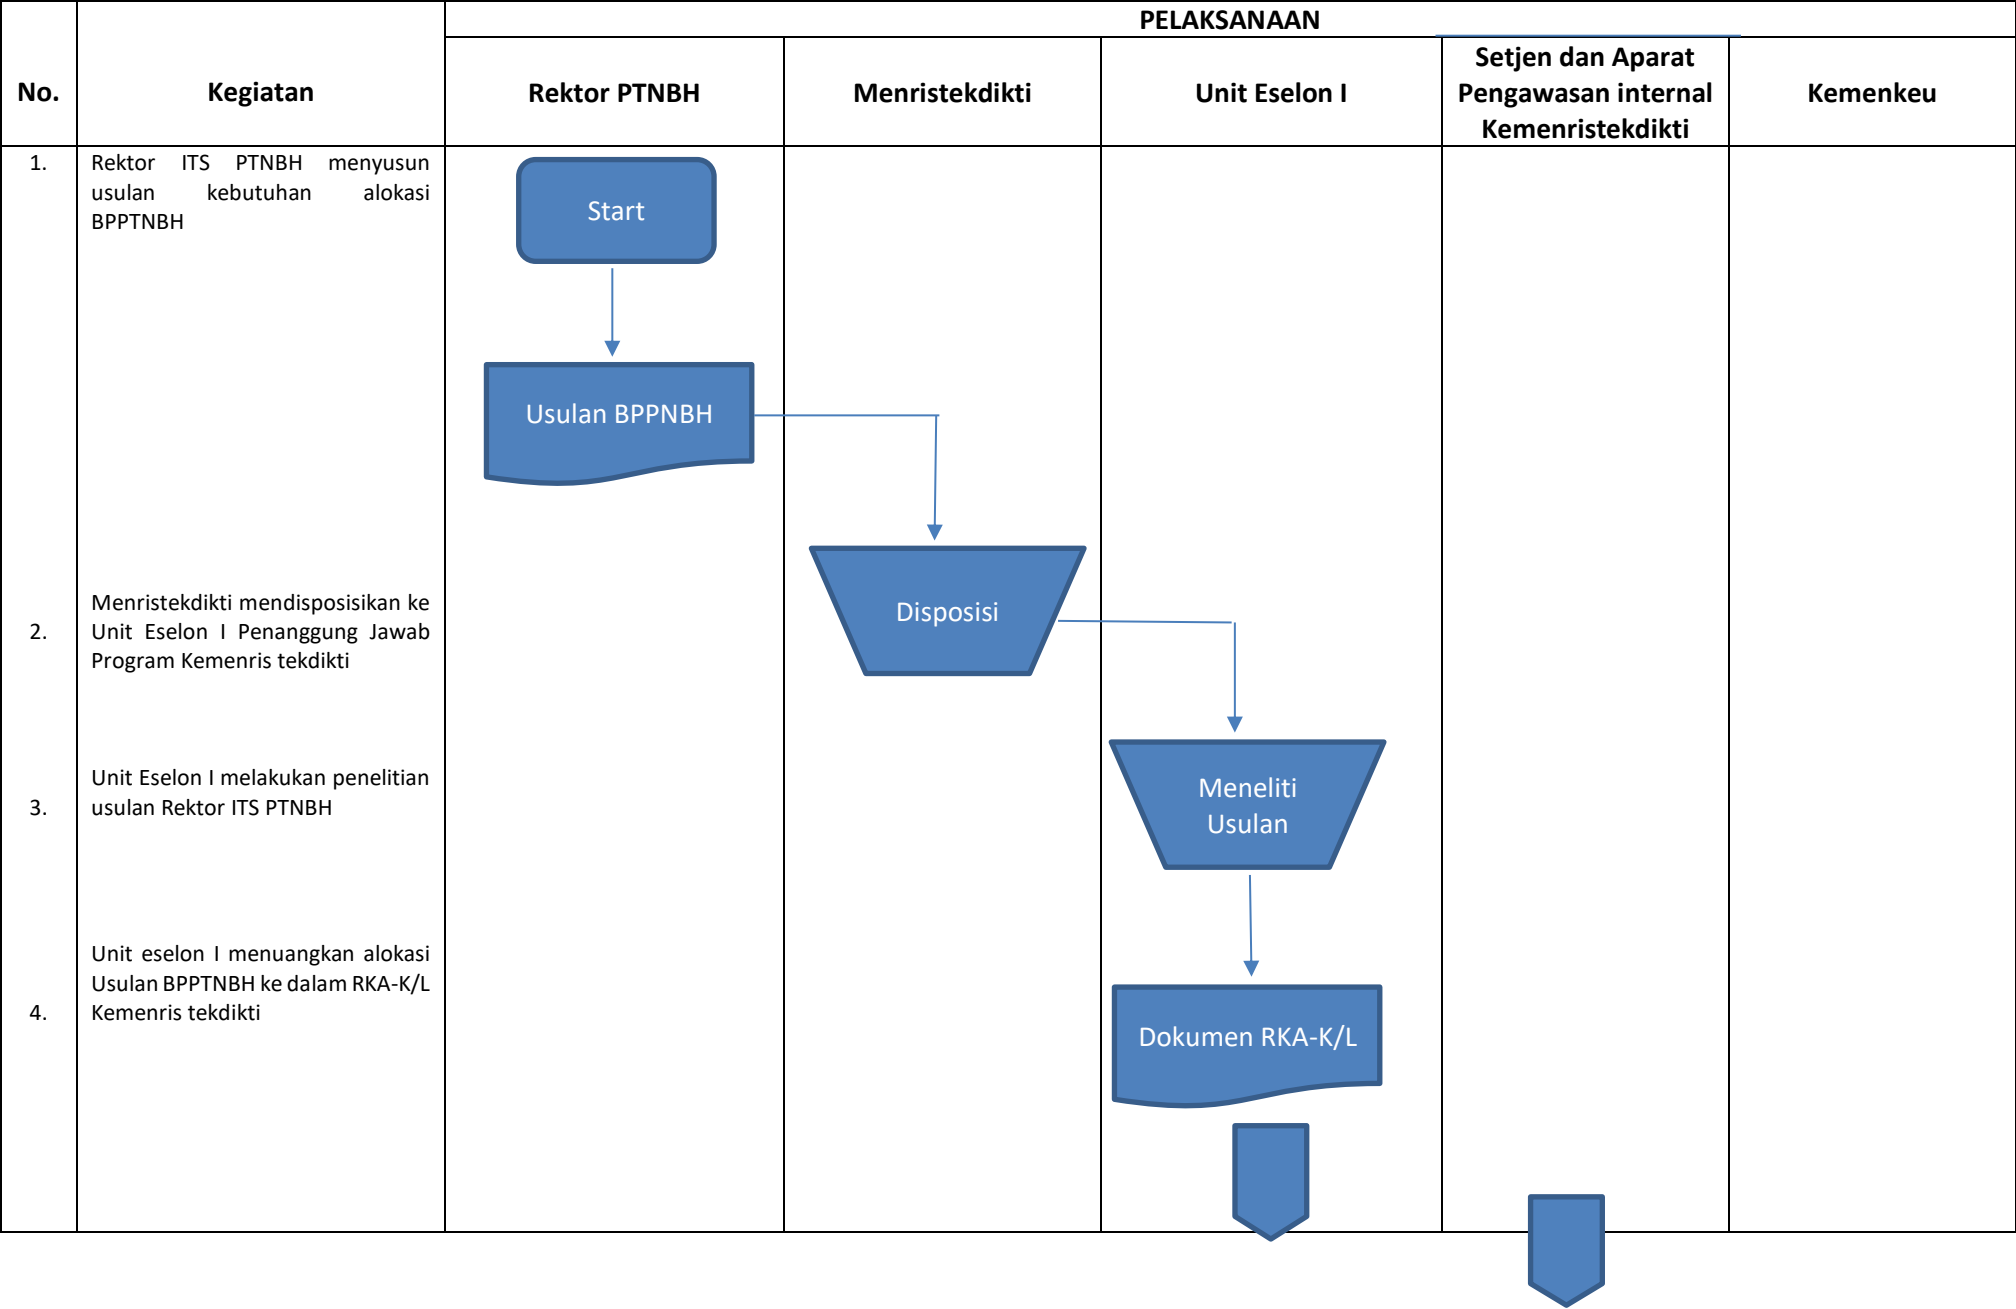 PELAKSANAAN
No.
Kegiatan
Rektor PTNBH
Menristekdikti
Unit Eselon I
Setjen dan Aparat
Pengawasan internal
Kemenristekdikti
Kemenkeu
1.
Rektor ITS PTNBH menyusun
usulan kebutuhan alokasi
BPPTNBH
Start
Usulan BPPNBH
2.
Menristekdikti mendisposisikan ke
Unit Eselon I Penanggung Jawab
Program Kemenris tekdikti
Disposisi
3.
Unit Eselon I melakukan penelitian
usulan Rektor ITS PTNBH
Meneliti
Usulan
4.
Unit eselon I menuangkan alokasi
Usulan BPPTNBH ke dalam RKA-K/L
Kemenris tekdikti
Dokumen RKA-K/L